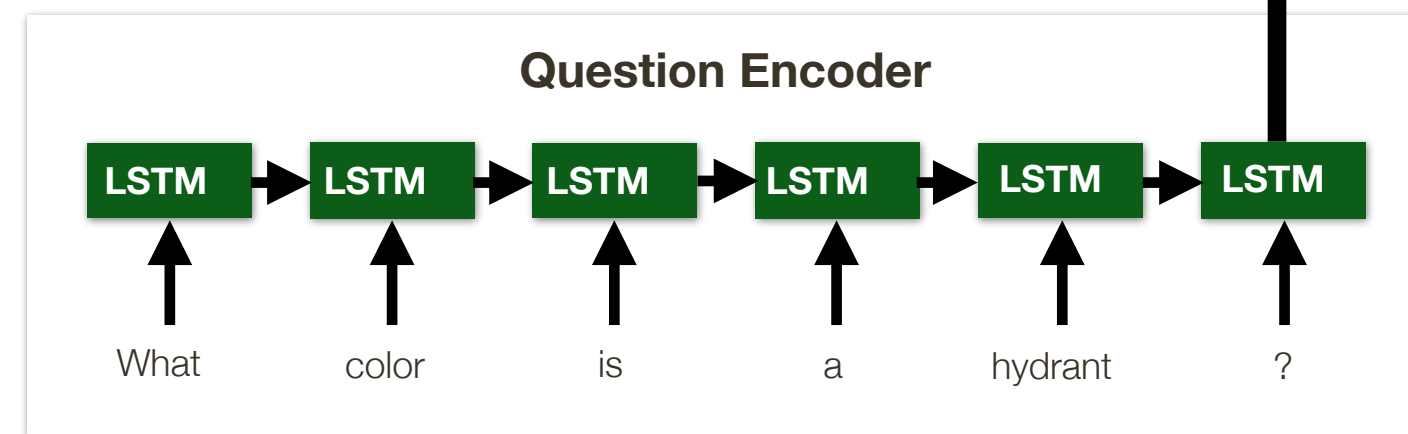 Question Encoder
LSTM LSTM LSTM LSTM LSTM LSTM
What color is a hydrant ?